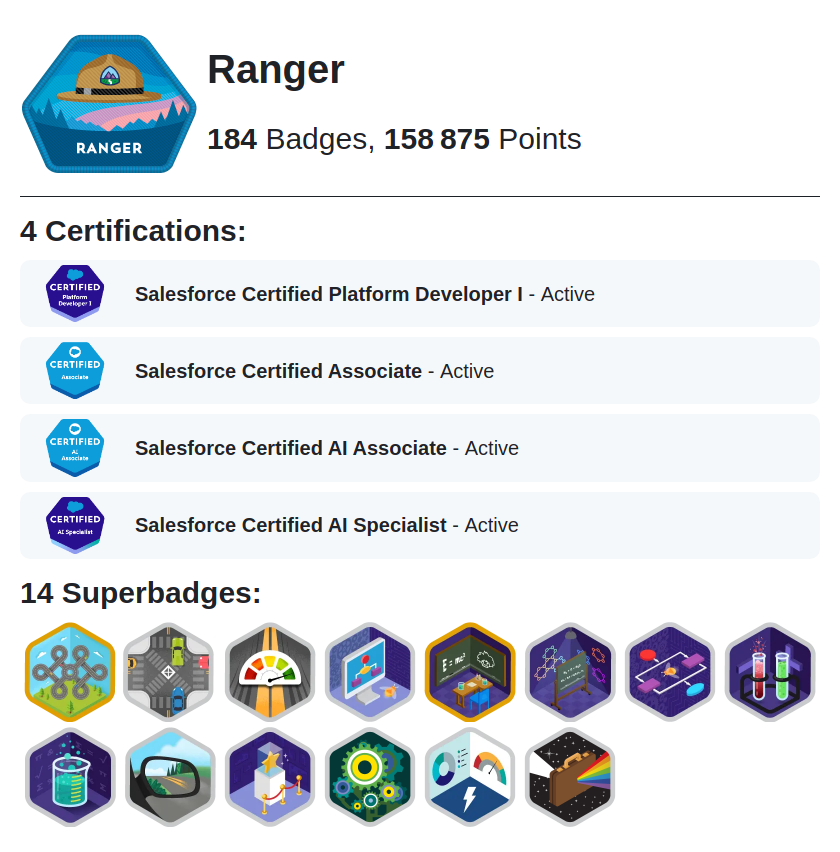 RANGER
Ranger
184 Badges, 158 875 Points
4 Certifications:
CERTIFIED
Platform
Developer I
Salesforce Certified Platform Developer I - Active
CERTIFIED
Associate
Salesforce Certified Associate - Active
CERTIFIED
AI
Associate
Salesforce Certified AI Associate - Active
CERTIFIED
AI Specialist
Salesforce Certified AI Specialist - Active
14 Superbadges:
E=mc²